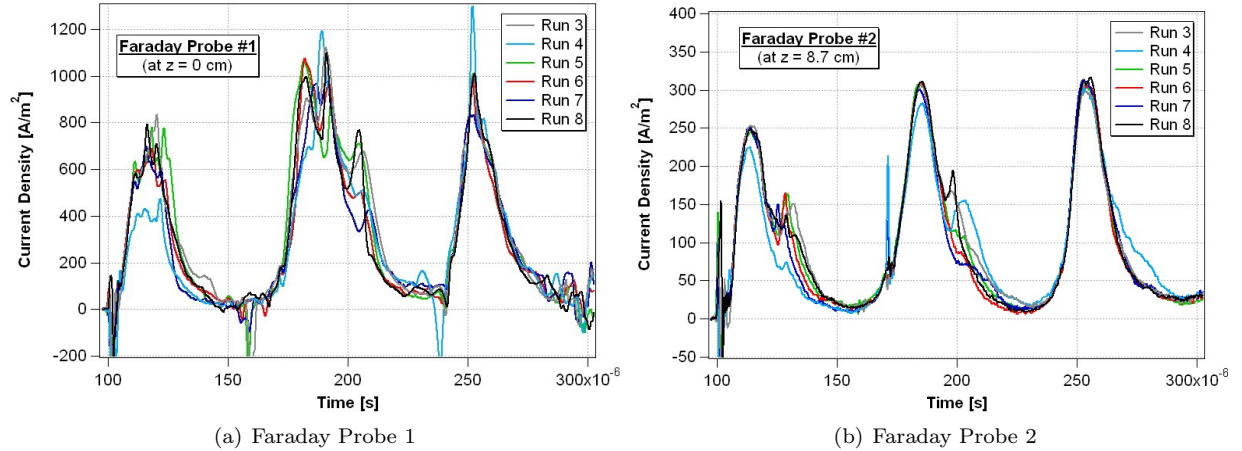 Faraday Probe #1
(at z = 0 cm)
Run 3
Run 4
Run 5
Run 6
Run 7
Run 8
Current Density [A/m²]
1200
1000
800
600
400
200
0
-200
100
150
200
250
300x10⁻⁶
Time [s]
(a) Faraday Probe 1
Faraday Probe #2
(at z = 8.7 cm)
Run 3
Run 4
Run 5
Run 6
Run 7
Run 8
Current Density [A/m²]
400
350
300
250
200
150
100
50
0
-50
100
150
200
250
300x10⁻⁶
Time [s]
(b) Faraday Probe 2